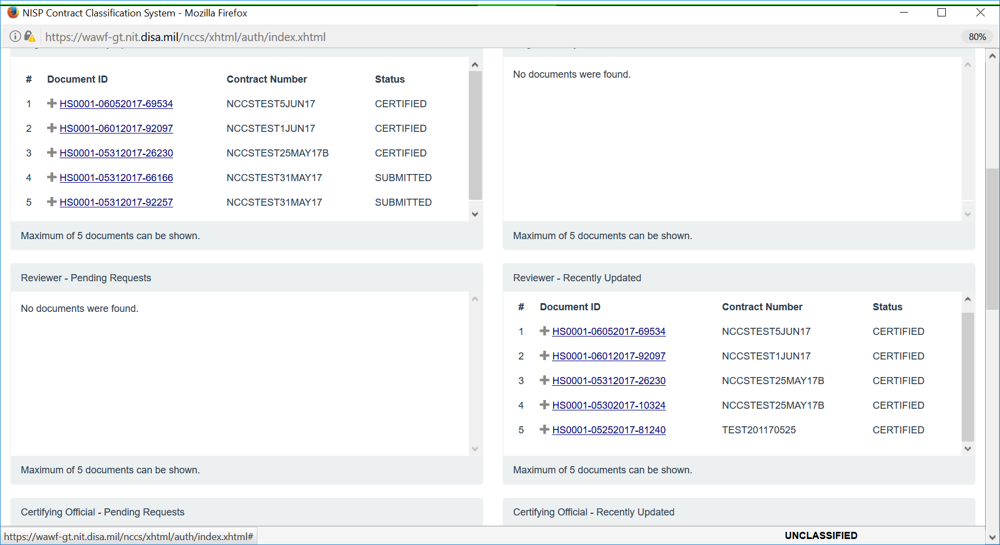 NISP Contract Classification System - Mozilla Firefox
https://wawf-gt.nit.disa.mil/nccs/xhtml/auth/index.xhtml 80%
# Document ID Contract Number Status
1 HS0001-06052017-69534 NCCSTEST5JUN17 CERTIFIED
2 HS0001-06012017-92097 NCCSTEST1JUN17 CERTIFIED
3 HS0001-05312017-26230 NCCSTEST25MAY17B CERTIFIED
4 HS0001-05312017-66166 NCCSTEST31MAY17 SUBMITTED
5 HS0001-05312017-92257 NCCSTEST31MAY17 SUBMITTED
Maximum of 5 documents can be shown.
No documents were found.
Maximum of 5 documents can be shown.
Reviewer - Pending Requests
No documents were found.
Maximum of 5 documents can be shown.
Reviewer - Recently Updated
# Document ID Contract Number Status
1 HS0001-06052017-69534 NCCSTEST5JUN17 CERTIFIED
2 HS0001-06012017-92097 NCCSTEST1JUN17 CERTIFIED
3 HS0001-05312017-26230 NCCSTEST25MAY17B CERTIFIED
4 HS0001-05302017-10324 NCCSTEST25MAY17B CERTIFIED
5 HS0001-05252017-81240 TEST201170525 CERTIFIED
Maximum of 5 documents can be shown.
Certifying Official - Pending Requests
Certifying Official - Recently Updated
https://wawf-gt.nit.disa.mil/nccs/xhtml/auth/index.xhtml#
UNCLASSIFIED